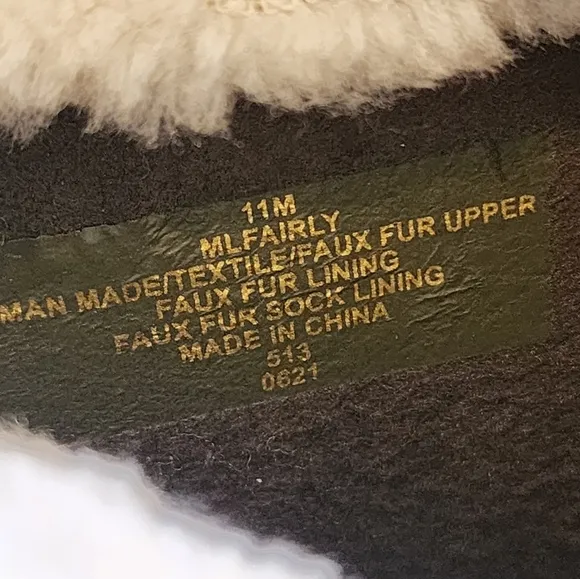 11M
MLFAIRLY
MAN MADE/TEXTILE/FAUX FUR UPPER
FAUX FUR LINING
FAUX FUR SOCK LINING
MADE IN CHINA
513
0621